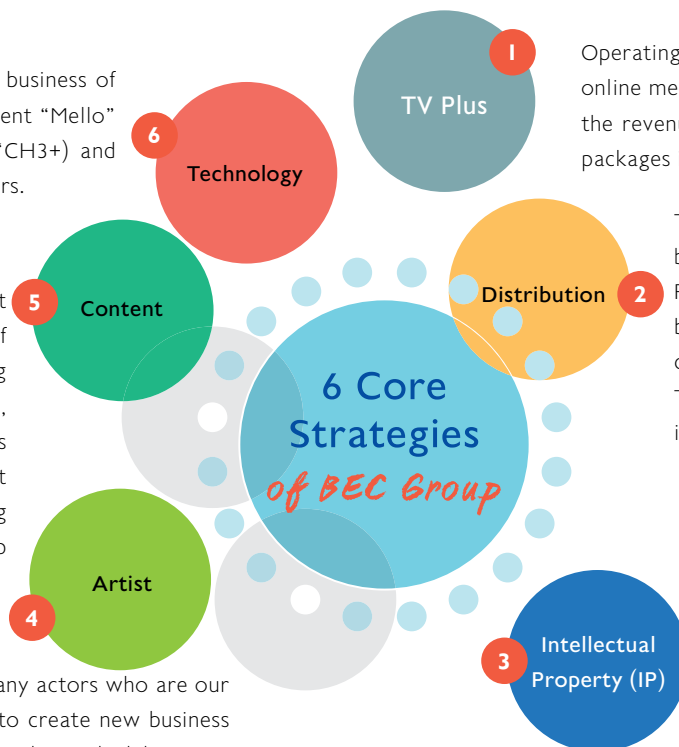 1
TV Plus
Operating
online me
the revenu
packages
business of
ent “Mello”
“CH3+) and
rs.
6
Technology
2
Distribution
T
b
F
b
c
T
i
5
Content
t
f
g
,
s
t
g
o
6 Core
Strategies
of BEC Group
4
Artist
3
Intellectual
Property (IP)
any actors who are our
to create new business